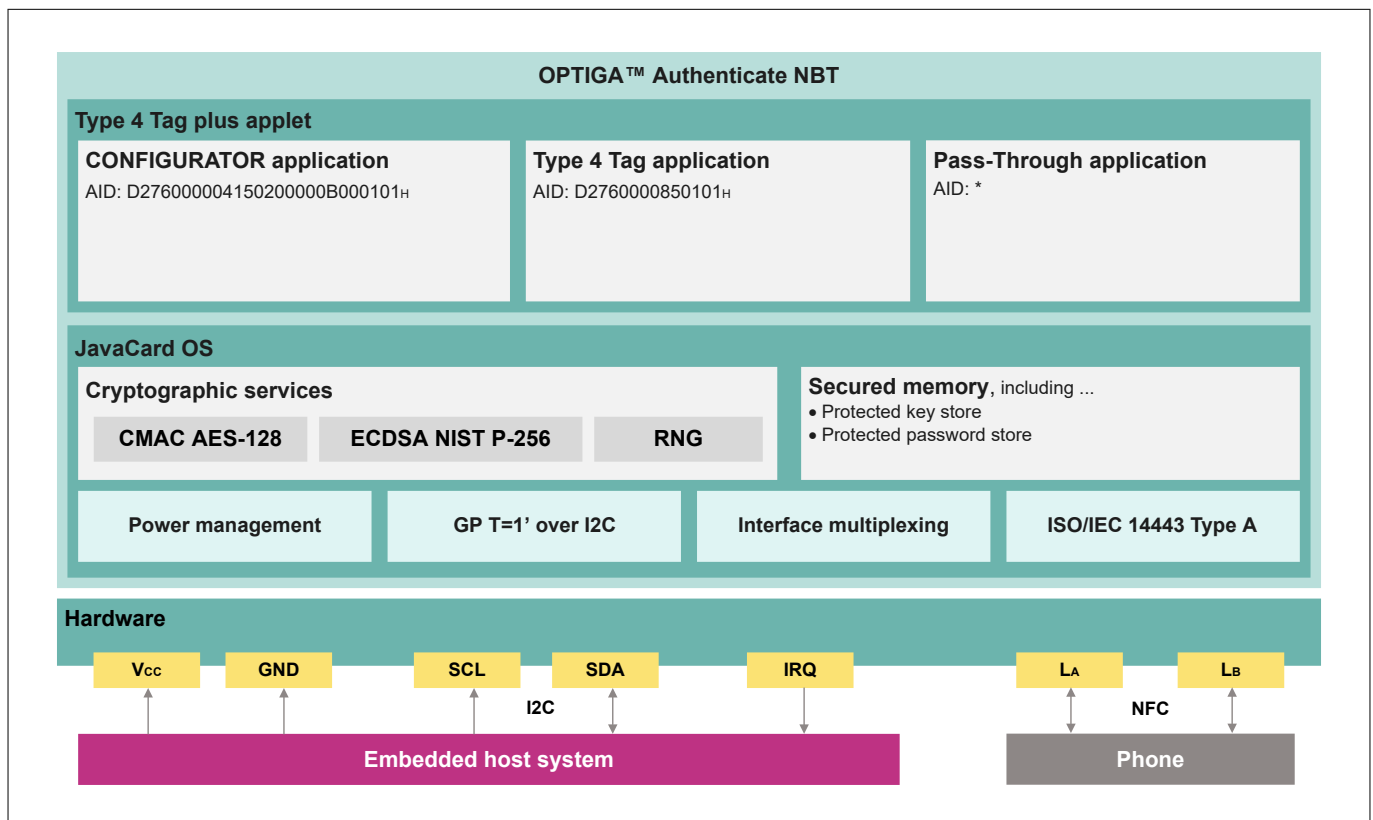 OPTIGA™ Authenticate NBT
Type 4 Tag plus applet
CONFIGURATOR application
AID: D276000004150200000B000101H
Type 4 Tag application
AID: D2760000850101H
Pass-Through application
AID: *
JavaCard OS
Cryptographic services
CMAC AES-128
ECDSA NIST P-256
RNG
Secured memory, including ...
• Protected key store
• Protected password store
Power management
GP T=1’ over I2C
Interface multiplexing
ISO/IEC 14443 Type A
Hardware
VCC
GND
SCL
SDA
IRQ
LA
LB
I2C
NFC
Embedded host system
Phone